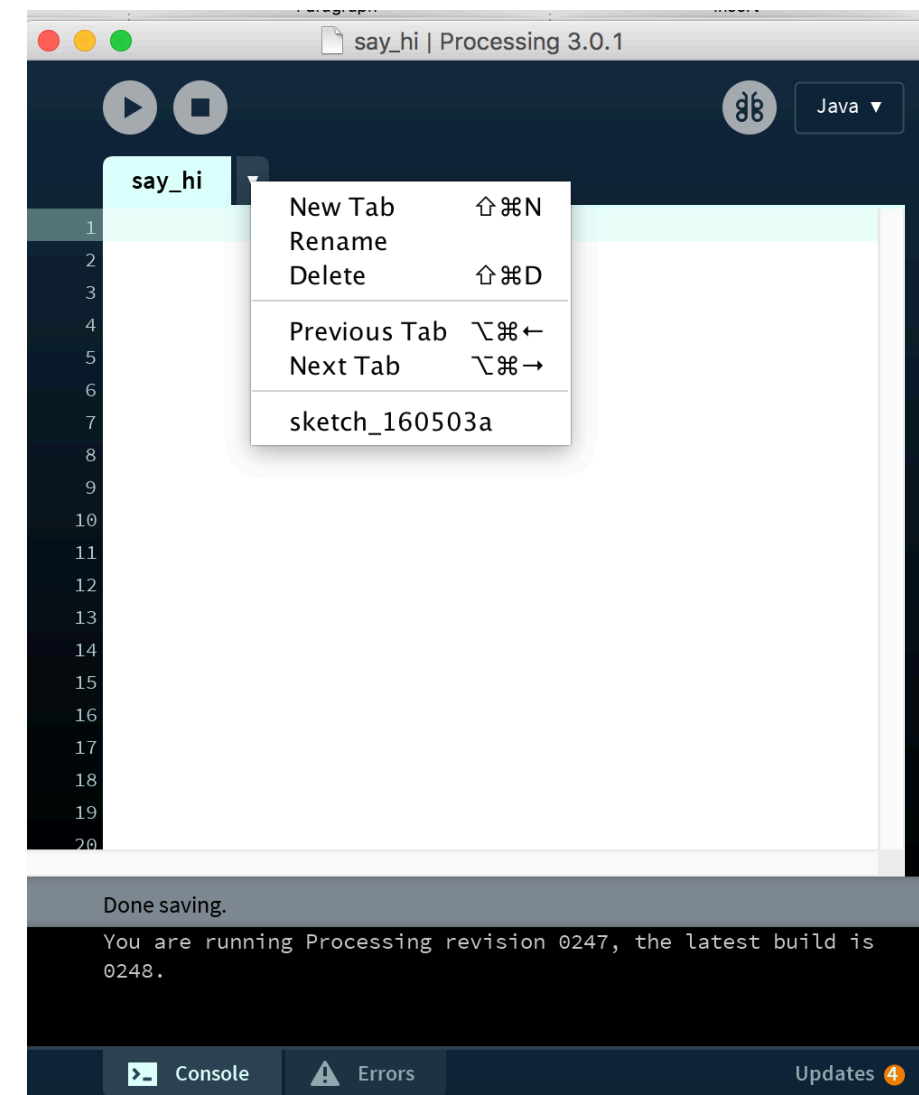 say_hi | Processing 3.0.1
Java ▼
say_hi
New Tab ⇧⌘N
Rename
Delete ⇧⌘D
Previous Tab ⌥⌘←
Next Tab ⌥⌘→
sketch_160503a
1
2
3
4
5
6
7
8
9
10
11
12
13
14
15
16
17
18
19
20
Done saving.
You are running Processing revision 0247, the latest build is
0248.
Console
Errors
Updates 4